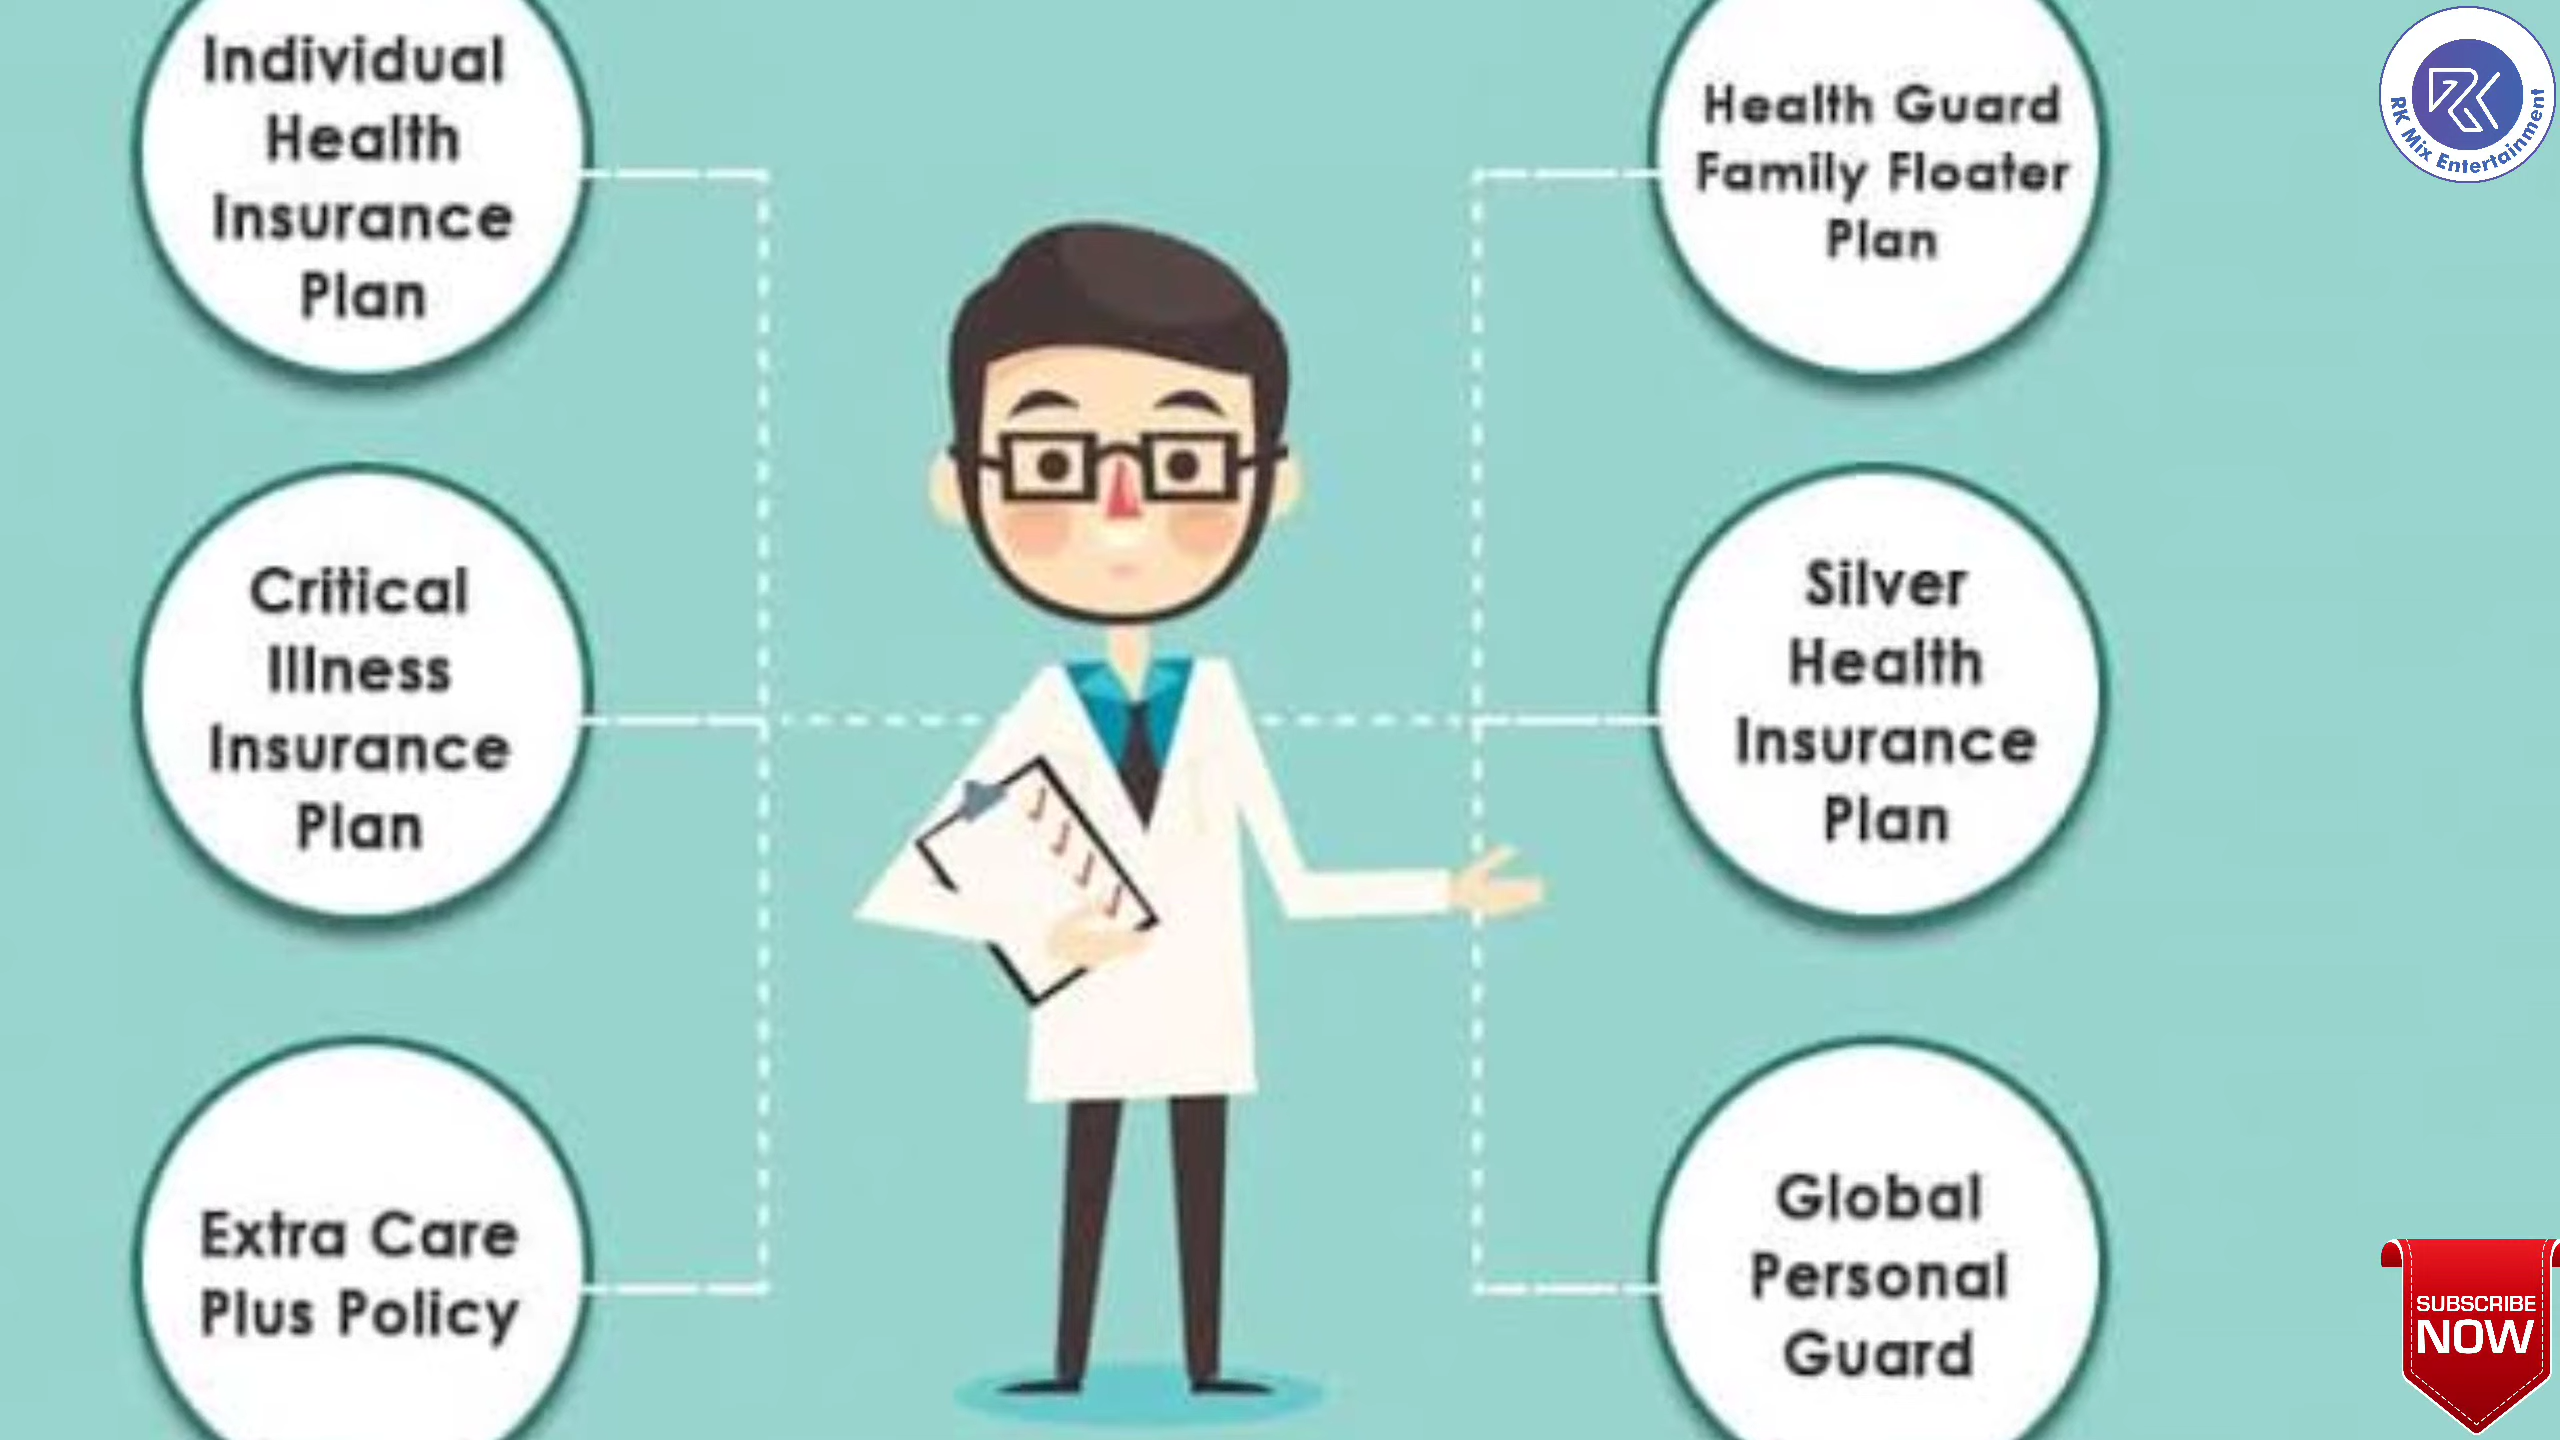 Individual
Health
Insurance
Plan
Critical
Illness
Insurance
Plan
Extra Care
Plus Policy
Health Guard
Family Floater
Plan
Silver
Health
Insurance
Plan
Global
Personal
Guard
RK Mix Entertainment
SUBSCRIBE
NOW